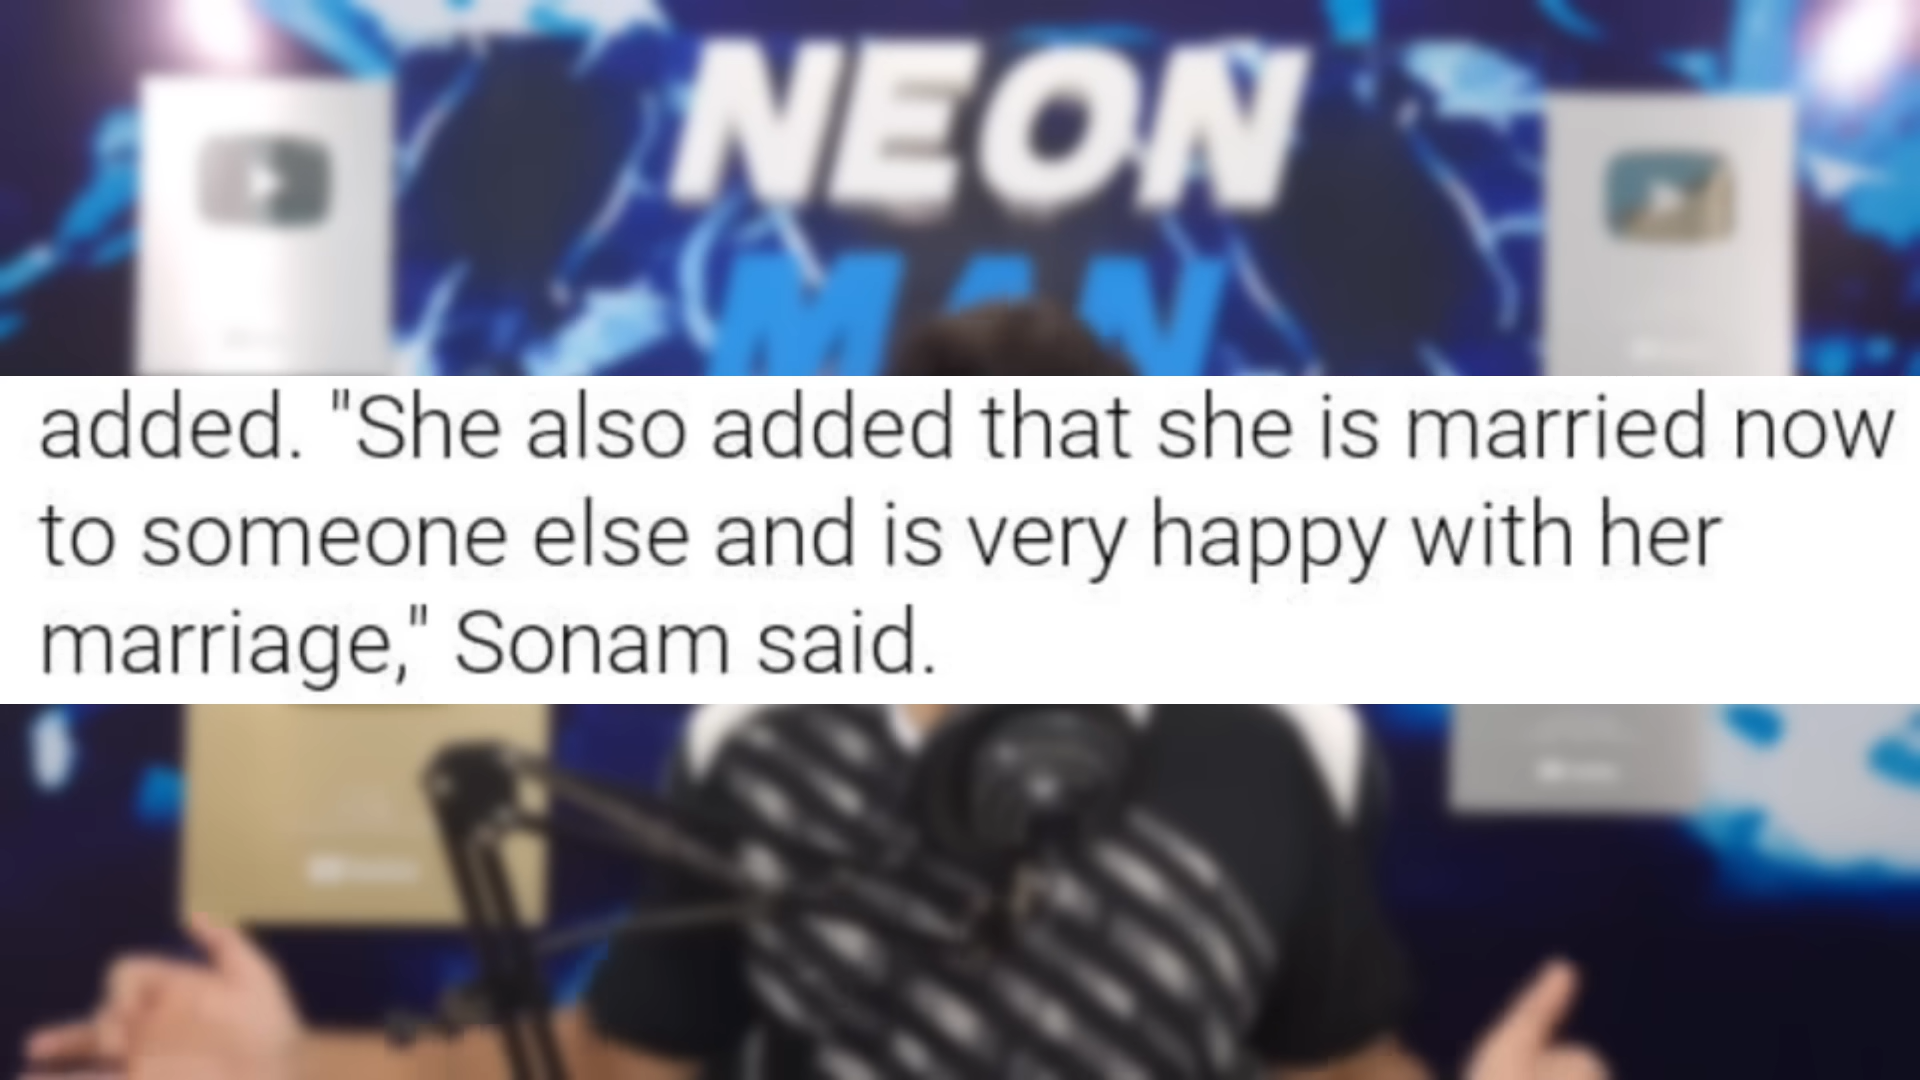 NEON
MAN
added. "She also added that she is married now
to someone else and is very happy with her
marriage," Sonam said.